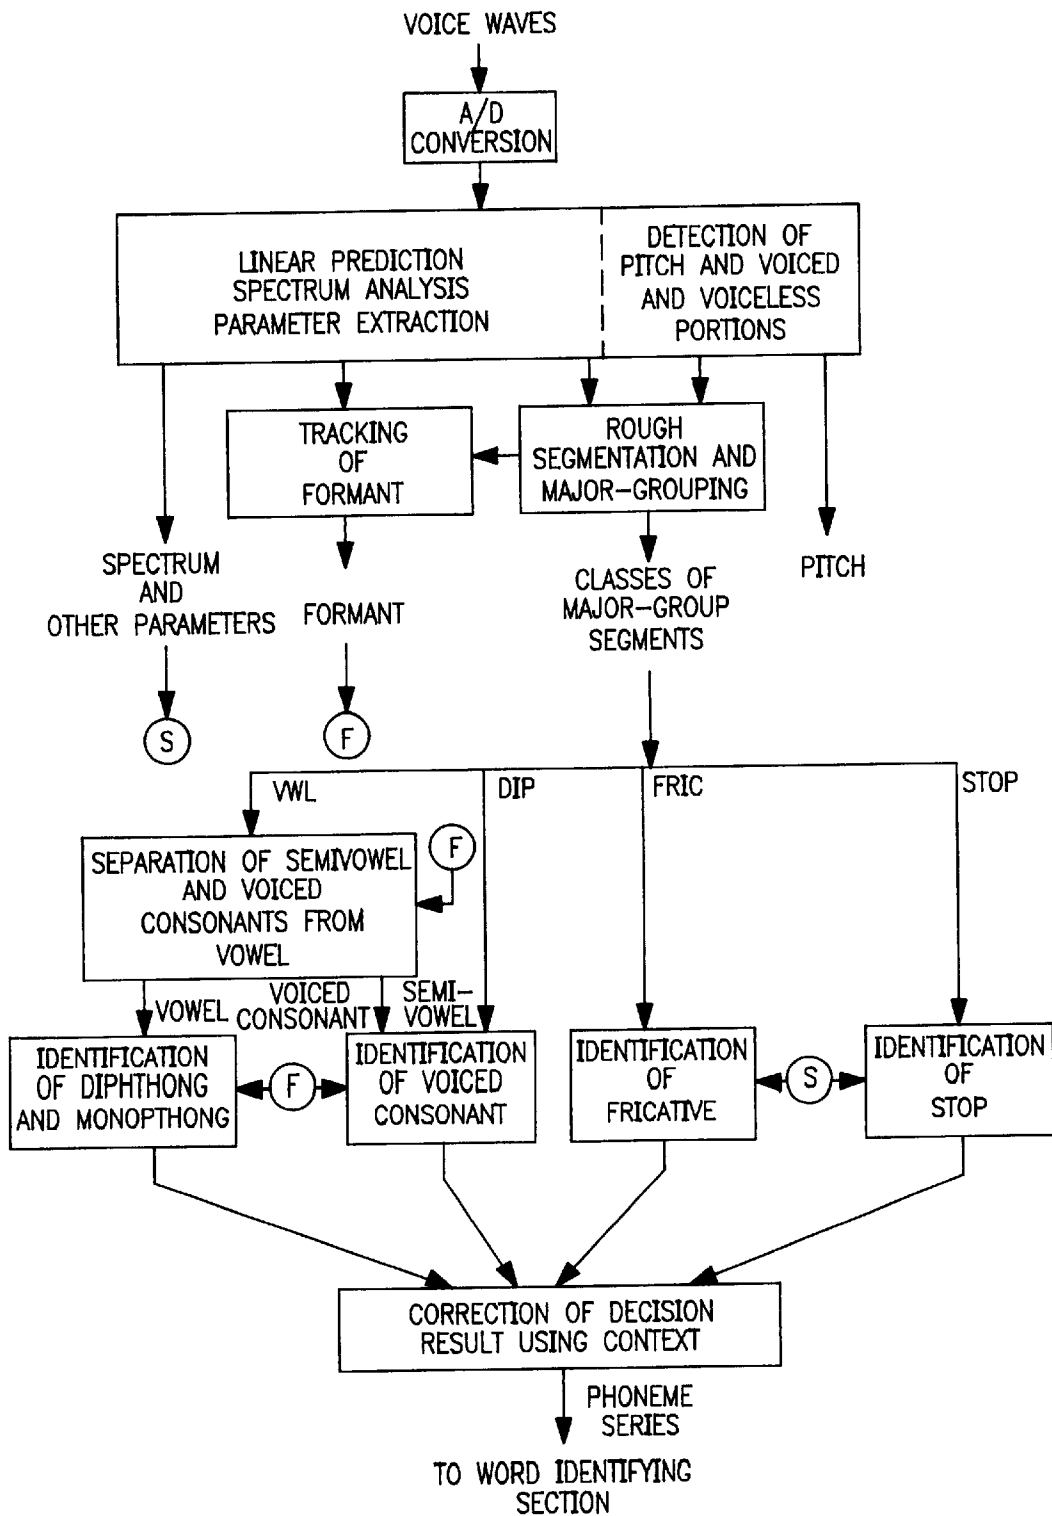 VOICE WAVES
A/D
CONVERSION
LINEAR PREDICTION
SPECTRUM ANALYSIS
PARAMETER EXTRACTION
DETECTION OF
PITCH AND VOICED
AND VOICELESS
PORTIONS
TRACKING
OF
FORMANT
ROUGH
SEGMENTATION AND
MAJOR-GROUPING
SPECTRUM
AND
OTHER PARAMETERS
FORMANT
CLASSES OF
MAJOR-GROUP
SEGMENTS
PITCH
S
F
VWL
DIP
FRIC
STOP
SEPARATION OF SEMIVOWEL
AND VOICED
CONSONANTS FROM
VOWEL
F
VOWEL
VOICED
CONSONANT
SEMI-
VOWEL
IDENTIFICATION
OF DIPHTHONG
AND MONOPTHONG
F
IDENTIFICATION
OF VOICED
CONSONANT
IDENTIFICATION
OF
FRICATIVE
S
IDENTIFICATION
OF
STOP
CORRECTION OF DECISION
RESULT USING CONTEXT
PHONEME
SERIES
TO WORD IDENTIFYING
SECTION